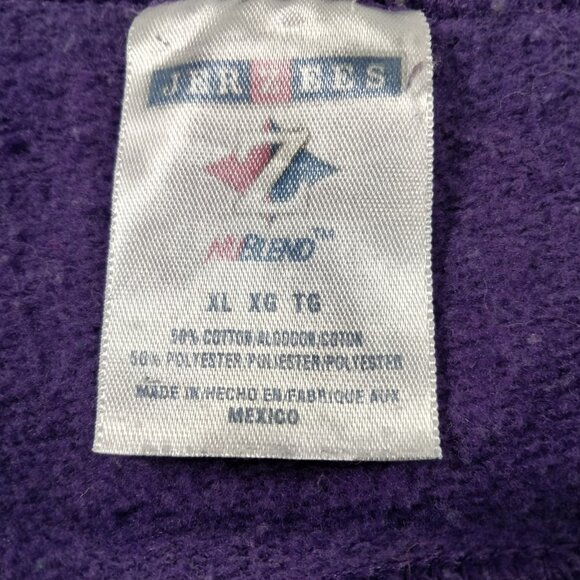 JERZEES
NUBLEND™
XL XG TG
50% COTTON/ALGODON/COTON
50% POLYESTER/POLIESTER/POLYESTER
MADE IN/HECHO EN/FABRIQUE AUX
MEXICO